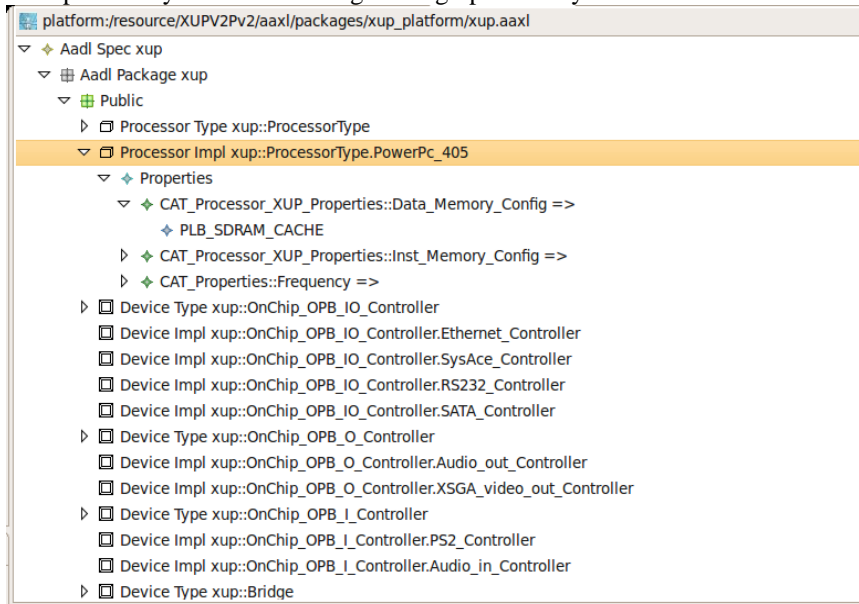 platform:/resource/XUPV2Pv2/aaxl/packages/xup_platform/xup.aaxl
Aadl Spec xup
Aadl Package xup
Public
Processor Type xup::ProcessorType
Processor Impl xup::ProcessorType.PowerPc_405
Properties
CAT_Processor_XUP_Properties::Data_Memory_Config =>
PLB_SDRAM_CACHE
CAT_Processor_XUP_Properties::Inst_Memory_Config =>
CAT_Properties::Frequency =>
Device Type xup::OnChip_OPB_IO_Controller
Device Impl xup::OnChip_OPB_IO_Controller.Ethernet_Controller
Device Impl xup::OnChip_OPB_IO_Controller.SysAce_Controller
Device Impl xup::OnChip_OPB_IO_Controller.RS232_Controller
Device Impl xup::OnChip_OPB_IO_Controller.SATA_Controller
Device Type xup::OnChip_OPB_O_Controller
Device Impl xup::OnChip_OPB_O_Controller.Audio_out_Controller
Device Impl xup::OnChip_OPB_O_Controller.XSGA_video_out_Controller
Device Type xup::OnChip_OPB_I_Controller
Device Impl xup::OnChip_OPB_I_Controller.PS2_Controller
Device Impl xup::OnChip_OPB_I_Controller.Audio_in_Controller
Device Type xup::Bridge